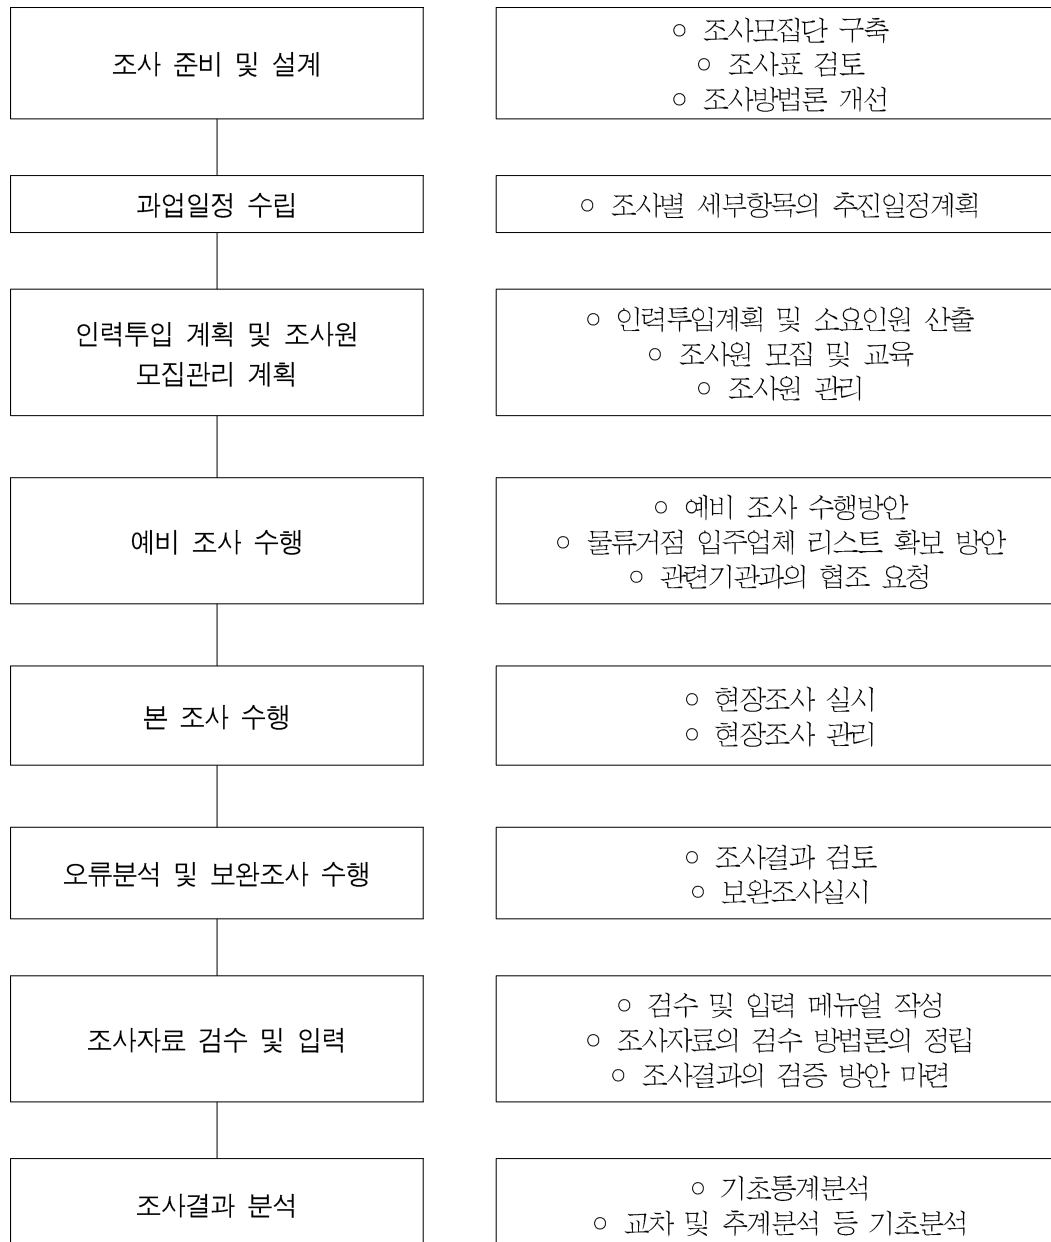 조사 준비 및 설계
○ 조사모집단 구축
○ 조사표 검토
○ 조사방법론 개선
과업일정 수립
○ 조사별 세부항목의 추진일정계획
인력투입 계획 및 조사원
모집관리 계획
○ 인력투입계획 및 소요인원 산출
○ 조사원 모집 및 교육
○ 조사원 관리
예비 조사 수행
○ 예비 조사 수행방안
○ 물류거점 입주업체 리스트 확보 방안
○ 관련기관과의 협조 요청
본 조사 수행
○ 현장조사 실시
○ 현장조사 관리
오류분석 및 보완조사 수행
○ 조사결과 검토
○ 보완조사실시
조사자료 검수 및 입력
○ 검수 및 입력 메뉴얼 작성
○ 조사자료의 검수 방법론의 정립
○ 조사결과의 검증 방안 마련
조사결과 분석
○ 기초통계분석
○ 교차 및 추계분석 등 기초분석